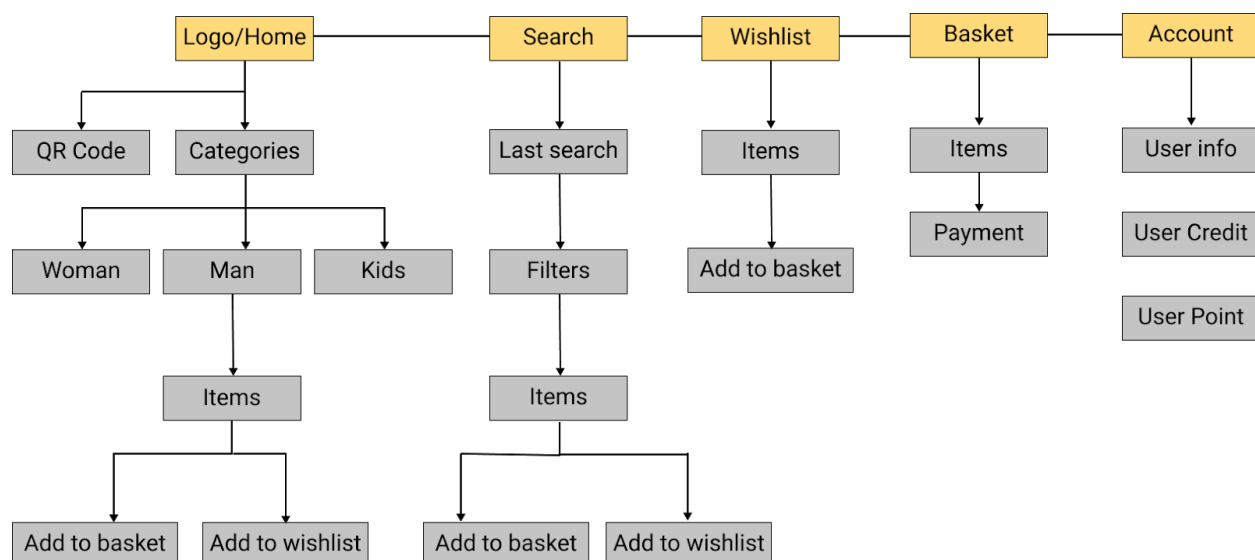 Logo/Home
Search
Wishlist
Basket
Account
QR Code
Categories
Last search
Items
Items
User info
Woman
Man
Kids
Filters
Add to basket
Payment
User Credit
User Point
Items
Items
Add to basket
Add to wishlist
Add to basket
Add to wishlist